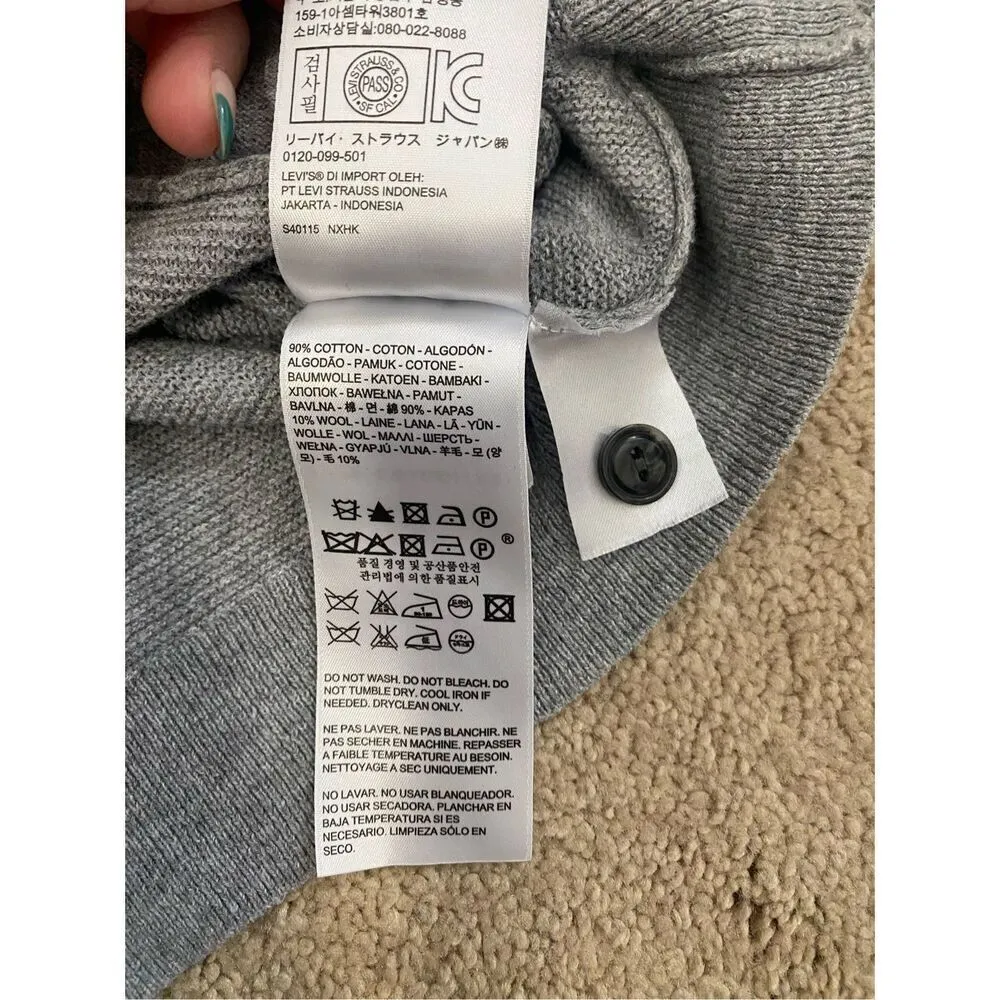 159-1아셈타워3801호
소비자상담실:080-022-8088
검사필
LEVI STRAUSS & CO
PASS
SF CAL
リーバイ・ストラウス ジャパン㈱
0120-099-501
LEVI'S® DI IMPORT OLEH:
PT LEVI STRAUSS INDONESIA
JAKARTA - INDONESIA
S40115 NXHK
90% COTTON - COTON - ALGODÓN -
ALGODÃO - PAMUK - COTONE -
BAUMWOLLE - KATOEN - BAMBAKI -
ХЛОПОК - BAWEŁNA - PAMUT -
BAVLNA - 棉 - 면 - 綿 90% - KAPAS
10% WOOL - LAINE - LANA - LÃ - YÜN -
WOLLE - WOL - ΜΑΛΛΙ - ШЕРСТЬ -
WEŁNA - GYAPJÚ - VLNA - 羊毛 - 모 (양
모) - 毛 10%
P
P ®
품질 경영 및 공산품안전
관리법에 의한 품질표시
DO NOT WASH. DO NOT BLEACH. DO
NOT TUMBLE DRY. COOL IRON IF
NEEDED. DRYCLEAN ONLY.
NE PAS LAVER. NE PAS BLANCHIR. NE
PAS SECHER EN MACHINE. REPASSER
A FAIBLE TEMPERATURE AU BESOIN.
NETTOYAGE A SEC UNIQUEMENT.
NO LAVAR. NO USAR BLANQUEADOR.
NO USAR SECADORA. PLANCHAR EN
BAJA TEMPERATURA SI ES
NECESARIO. LIMPIEZA SÓLO EN
SECO.